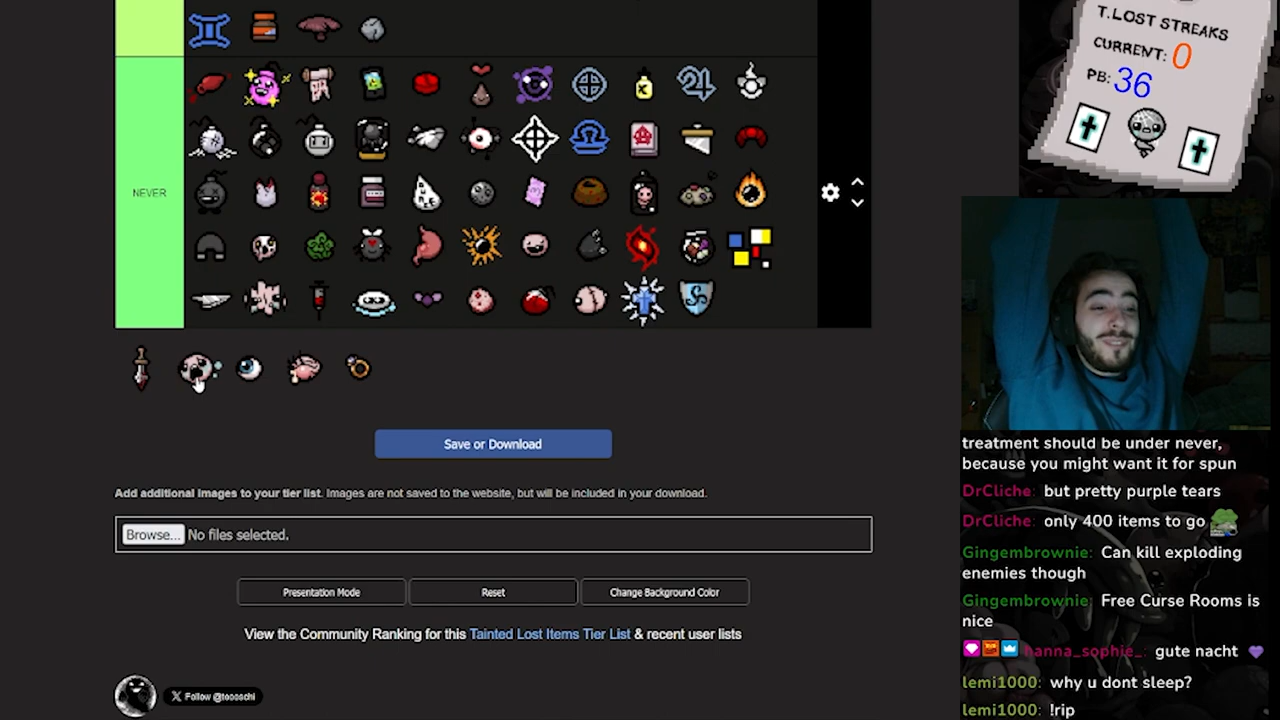 T.LOST STREAKS
CURRENT: 0
PB: 36
NEVER
Save or Download
Add additional images to your tier list. Images are not saved to the website, but will be included in your download.
Browse... No files selected.
Presentation Mode
Reset
Change Background Color
View the Community Ranking for this Tainted Lost Items Tier List & recent user lists
Follow @toooschi
treatment should be under never,
because you might want it for spun
DrCliche: but pretty purple tears
DrCliche: only 400 items to go
Gingembrownie: Can kill exploding
enemies though
Gingembrownie: Free Curse Rooms is
nice
hanna_sophie_: gute nacht
lemi1000: why u dont sleep?
lemi1000: !rip